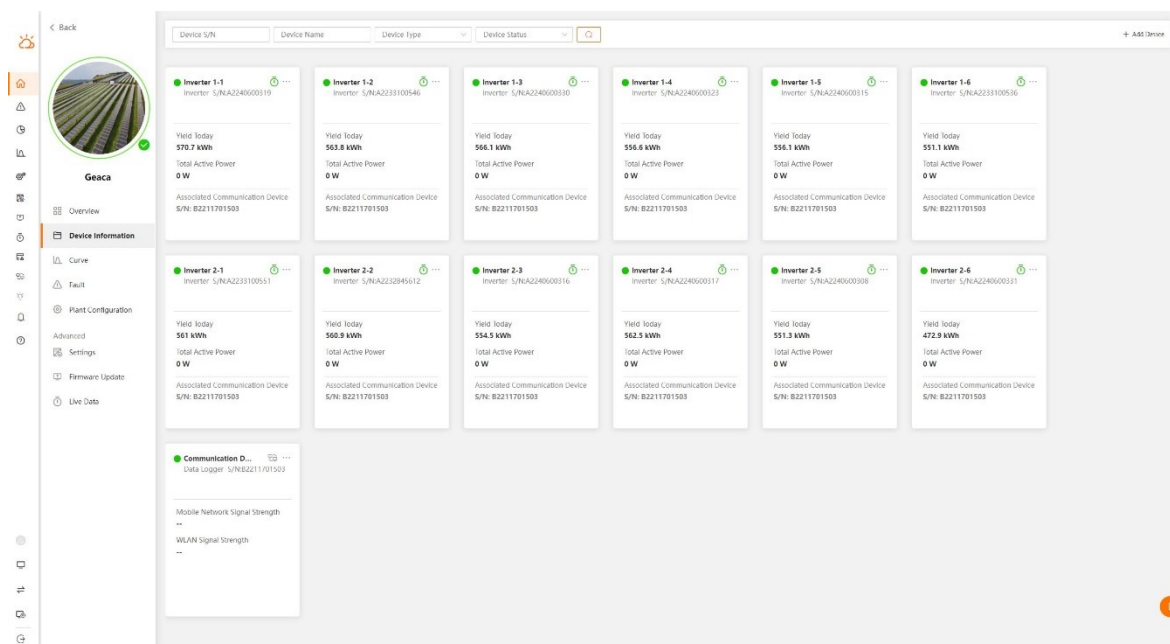 Back
Device S/N
Device Name
Device Type
Device Status
+ Add Device
Geaca
Overview
Device Information
Curve
Fault
Plant Configuration
Advanced
Settings
Firmware Update
Live Data
Inverter 1-1
Inverter S/N:A2240600319
Yield Today
570.7 kWh
Total Active Power
0 W
Associated Communication Device
S/N: B2211701503
Inverter 1-2
Inverter S/N:A2233100546
Yield Today
563.8 kWh
Total Active Power
0 W
Associated Communication Device
S/N: B2211701503
Inverter 1-3
Inverter S/N:A2240600330
Yield Today
566.1 kWh
Total Active Power
0 W
Associated Communication Device
S/N: B2211701503
Inverter 1-4
Inverter S/N:A2240600323
Yield Today
556.6 kWh
Total Active Power
0 W
Associated Communication Device
S/N: B2211701503
Inverter 1-5
Inverter S/N:A2240600315
Yield Today
556.1 kWh
Total Active Power
0 W
Associated Communication Device
S/N: B2211701503
Inverter 1-6
Inverter S/N:A2233100536
Yield Today
551.1 kWh
Total Active Power
0 W
Associated Communication Device
S/N: B2211701503
Inverter 2-1
Inverter S/N:A2233100551
Yield Today
561 kWh
Total Active Power
0 W
Associated Communication Device
S/N: B2211701503
Inverter 2-2
Inverter S/N:A2232845612
Yield Today
560.9 kWh
Total Active Power
0 W
Associated Communication Device
S/N: B2211701503
Inverter 2-3
Inverter S/N:A2240600316
Yield Today
554.5 kWh
Total Active Power
0 W
Associated Communication Device
S/N: B2211701503
Inverter 2-4
Inverter S/N:A2240600317
Yield Today
562.5 kWh
Total Active Power
0 W
Associated Communication Device
S/N: B2211701503
Inverter 2-5
Inverter S/N:A2240600308
Yield Today
551.3 kWh
Total Active Power
0 W
Associated Communication Device
S/N: B2211701503
Inverter 2-6
Inverter S/N:A2240600331
Yield Today
472.9 kWh
Total Active Power
0 W
Associated Communication Device
S/N: B2211701503
Communication D...
Data Logger S/N:B2211701503
Mobile Network Signal Strength
--
WLAN Signal Strength
--